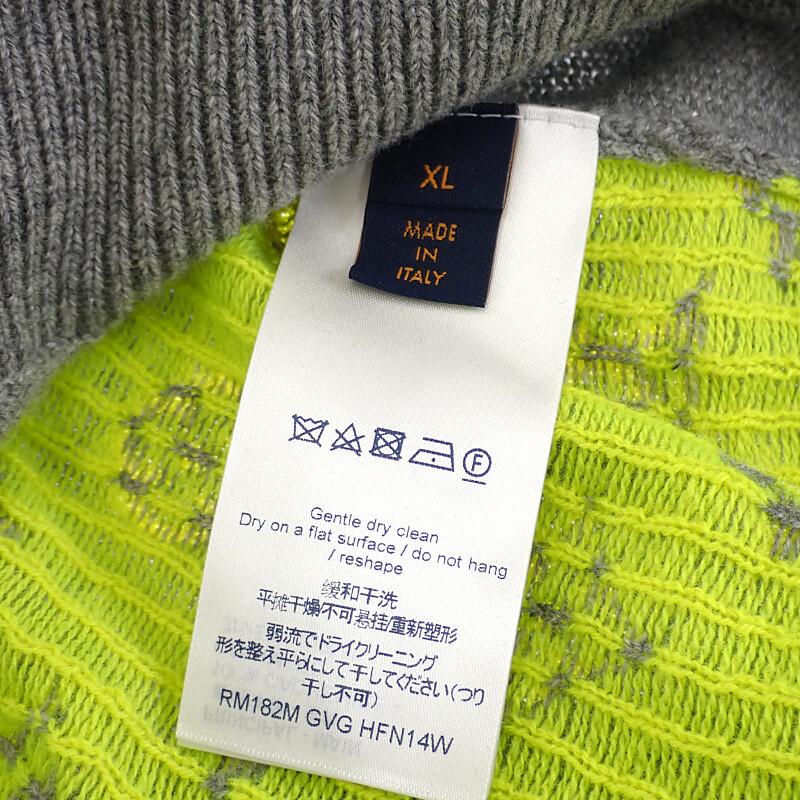 XL
MADE
IN
ITALY
F
Gentle dry clean
Dry on a flat surface / do not hang
/ reshape
缓和干洗
平摊干燥/不可悬挂/重新塑形
弱流でドライクリーニング
形を整え平らにして干してください(つり
干し不可)
RM182M GVG HFN14W
PRINCIPAL - MAIN